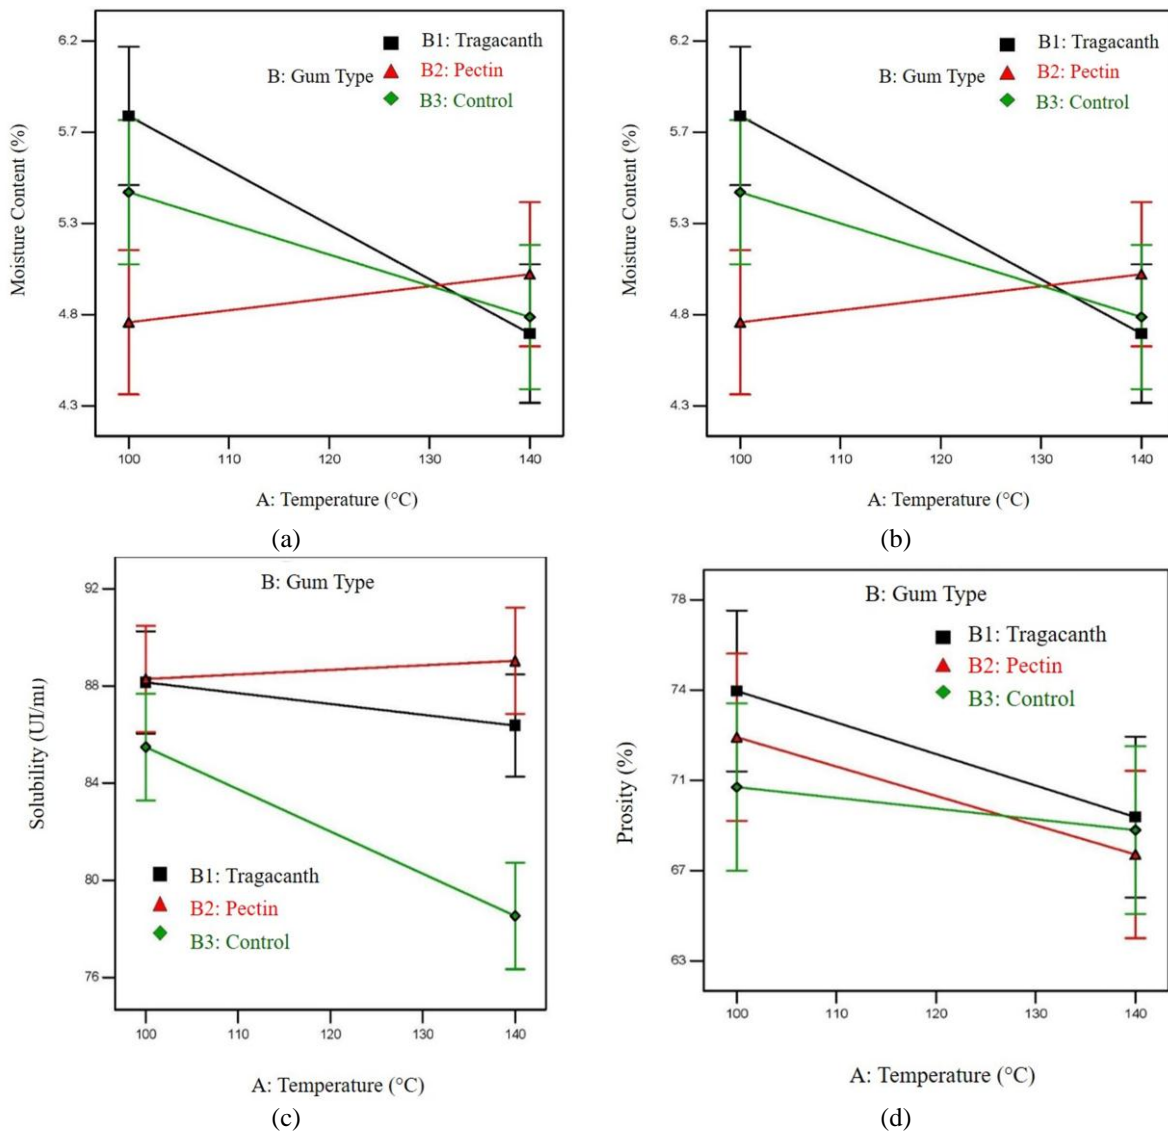 6.2
5.7
5.3
4.8
4.3
Moisture Content (%)
B: Gum Type
B1: Tragacanth
B2: Pectin
B3: Control
100
110
120
130
140
A: Temperature (°C)
(a)
6.2
5.7
5.3
4.8
4.3
Moisture Content (%)
B: Gum Type
B1: Tragacanth
B2: Pectin
B3: Control
100
110
120
130
140
A: Temperature (°C)
(b)
B: Gum Type
92
88
84
80
76
Solubility (UI/ml)
B1: Tragacanth
B2: Pectin
B3: Control
100
110
120
130
140
A: Temperature (°C)
(c)
B: Gum Type
B1: Tragacanth
B2: Pectin
B3: Control
78
74
71
67
63
Prosity (%)
100
110
120
130
140
A: Temperature (°C)
(d)